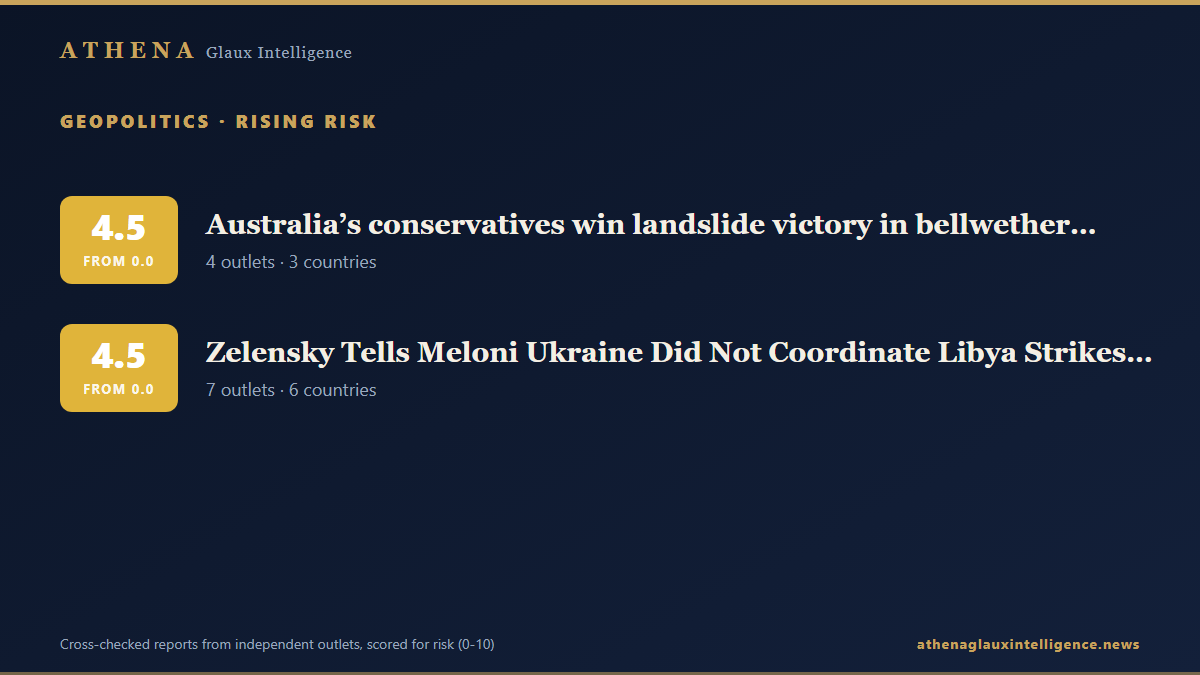 ATHENA Glaux Intelligence
GEOPOLITICS · RISING RISK
4.5
FROM 0.0
Australia’s conservatives win landslide victory in bellwether…
4 outlets · 3 countries
4.5
FROM 0.0
Zelensky Tells Meloni Ukraine Did Not Coordinate Libya Strikes…
7 outlets · 6 countries
Cross-checked reports from independent outlets, scored for risk (0-10)
athenaglauxintelligence.news